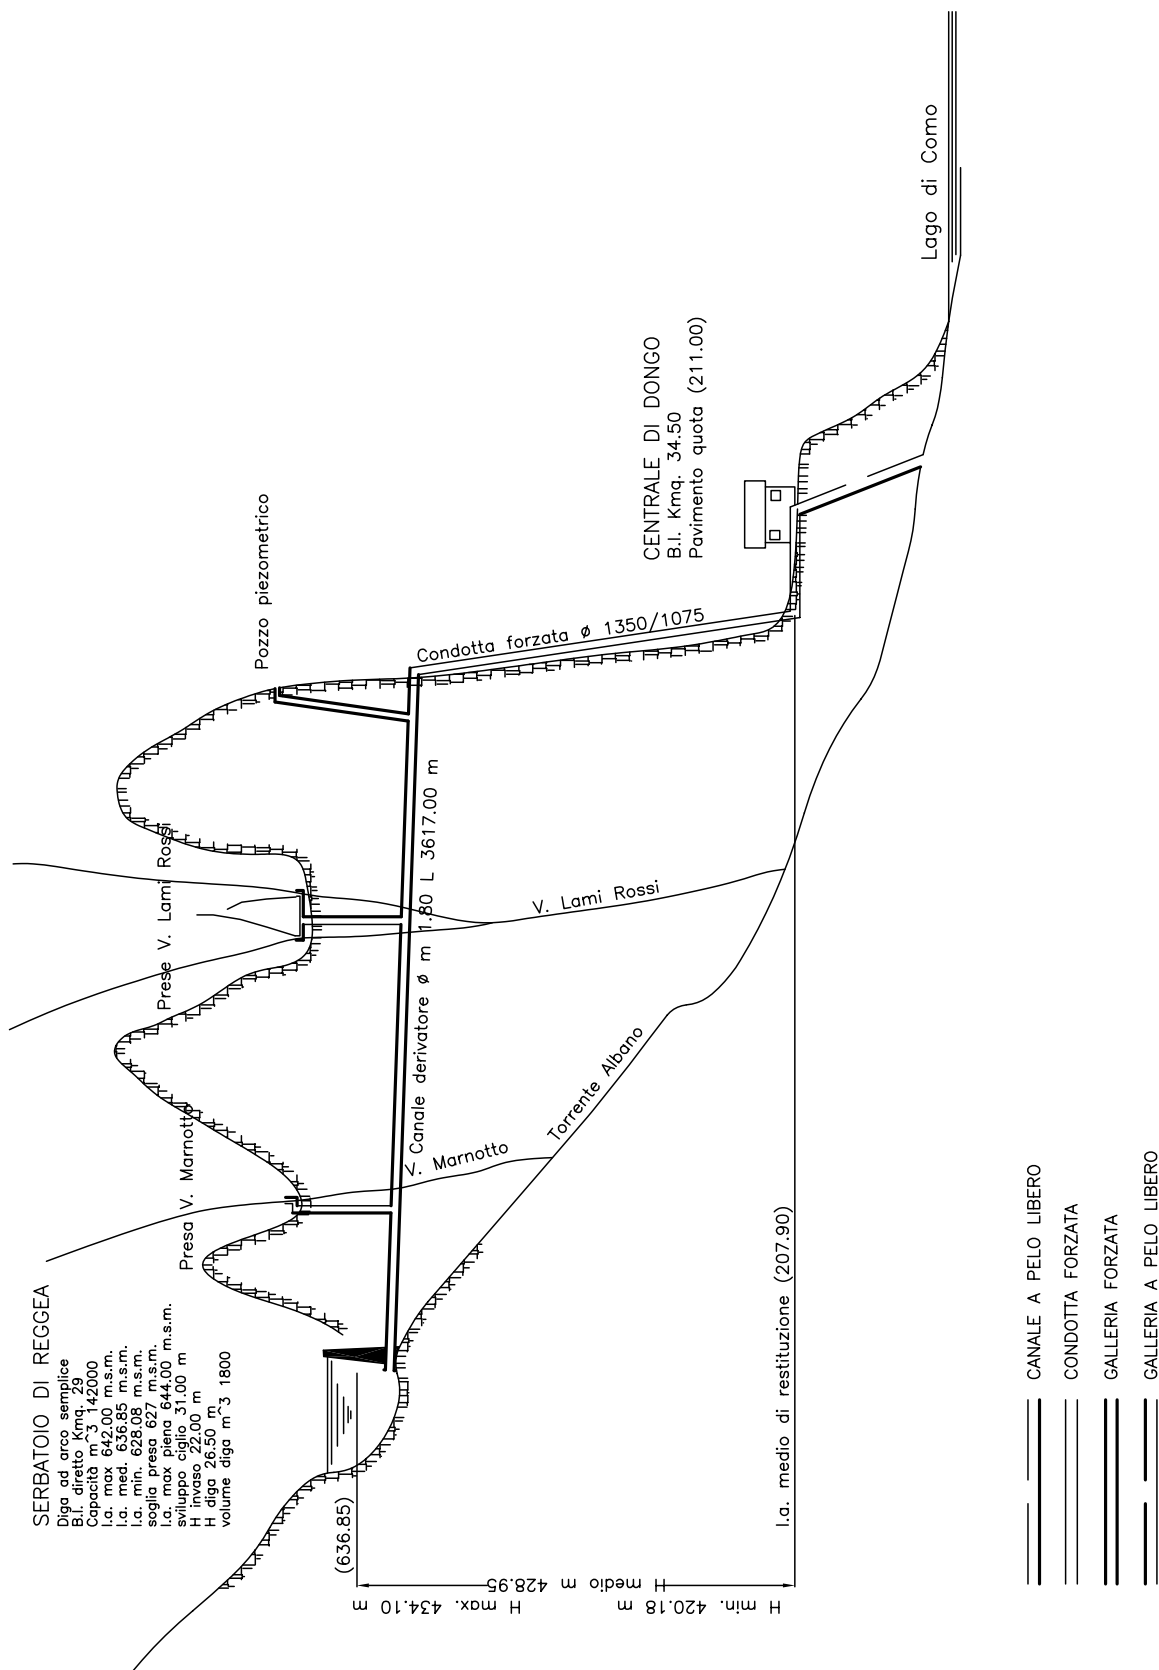 SERBATOIO DI REGGEA
Diga ad arco semplice
B.I. diretto Kmq. 29
Capacità m^3 142000
l.a. max 642.00 m.s.m.
l.a. med. 636.85 m.s.m.
l.a. min. 628.08 m.s.m.
soglia presa 627 m.s.m.
l.a. max piena 644.00 m.s.m.
sviluppo ciglio 31.00 m
H invaso 22.00 m
H diga 26.50 m
volume diga m^3 1800
Presa V. Marnotto
Prese V. Lami Rossi
Pozzo piezometrico
(636.85)
H max. 434.10 m
H medio m 428.95
H min. 420.18 m
Canale derivatore ø m 1.80 L 3617.00 m
V. Marnotto
V. Lami Rossi
Torrente Albano
Condotta forzata ø 1350/1075
CENTRALE DI DONGO
B.I. Kmq. 34.50
Pavimento quota (211.00)
l.a. medio di restituzione (207.90)
Lago di Como
CANALE A PELO LIBERO
CONDOTTA FORZATA
GALLERIA FORZATA
GALLERIA A PELO LIBERO